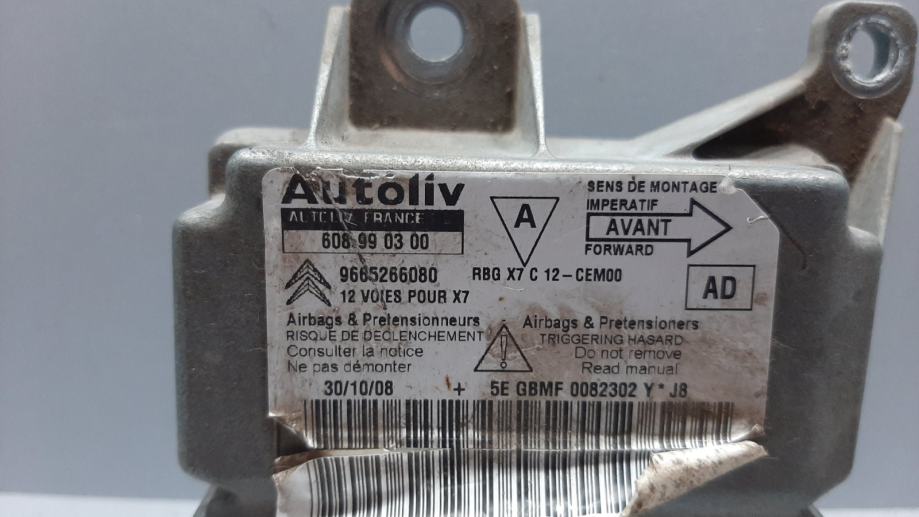 Autoliv
AUTOLIV FRANCE
608 99 03 00
9665266080
12 VOIES POUR X7
A
SENS DE MONTAGE
IMPERATIF
AVANT
FORWARD
RBG X7 C 12-CEM00
AD
Airbags & Pretensionneurs
RISQUE DE DECLENCHEMENT
Consulter la notice
Ne pas démonter
!
Airbags & Pretensioners
TRIGGERING HASARD
Do not remove
Read manual
30/10/08 + 5E GBMF 0082302 Y * J8